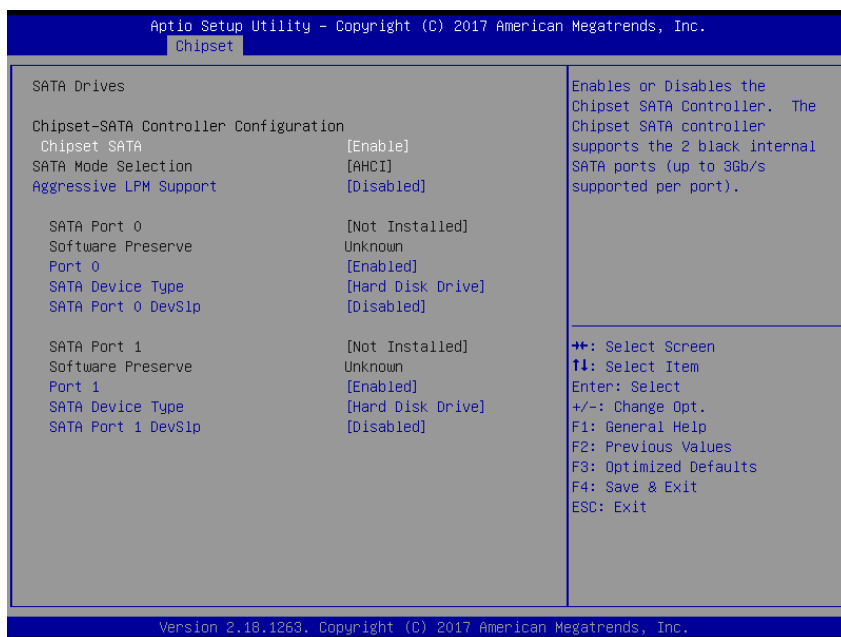 Aptio Setup Utility – Copyright (C) 2017 American Megatrends, Inc.
Chipset
SATA Drives
Chipset-SATA Controller Configuration
Chipset SATA [Enable]
SATA Mode Selection [AHCI]
Aggressive LPM Support [Disabled]
SATA Port 0 [Not Installed]
Software Preserve Unknown
Port 0 [Enabled]
SATA Device Type [Hard Disk Drive]
SATA Port 0 DevSlp [Disabled]
SATA Port 1 [Not Installed]
Software Preserve Unknown
Port 1 [Enabled]
SATA Device Type [Hard Disk Drive]
SATA Port 1 DevSlp [Disabled]
Enables or Disables the
Chipset SATA Controller. The
Chipset SATA controller
supports the 2 black internal
SATA ports (up to 3Gb/s
supported per port).
→←: Select Screen
↑↓: Select Item
Enter: Select
+/-: Change Opt.
F1: General Help
F2: Previous Values
F3: Optimized Defaults
F4: Save & Exit
ESC: Exit
Version 2.18.1263. Copyright (C) 2017 American Megatrends, Inc.